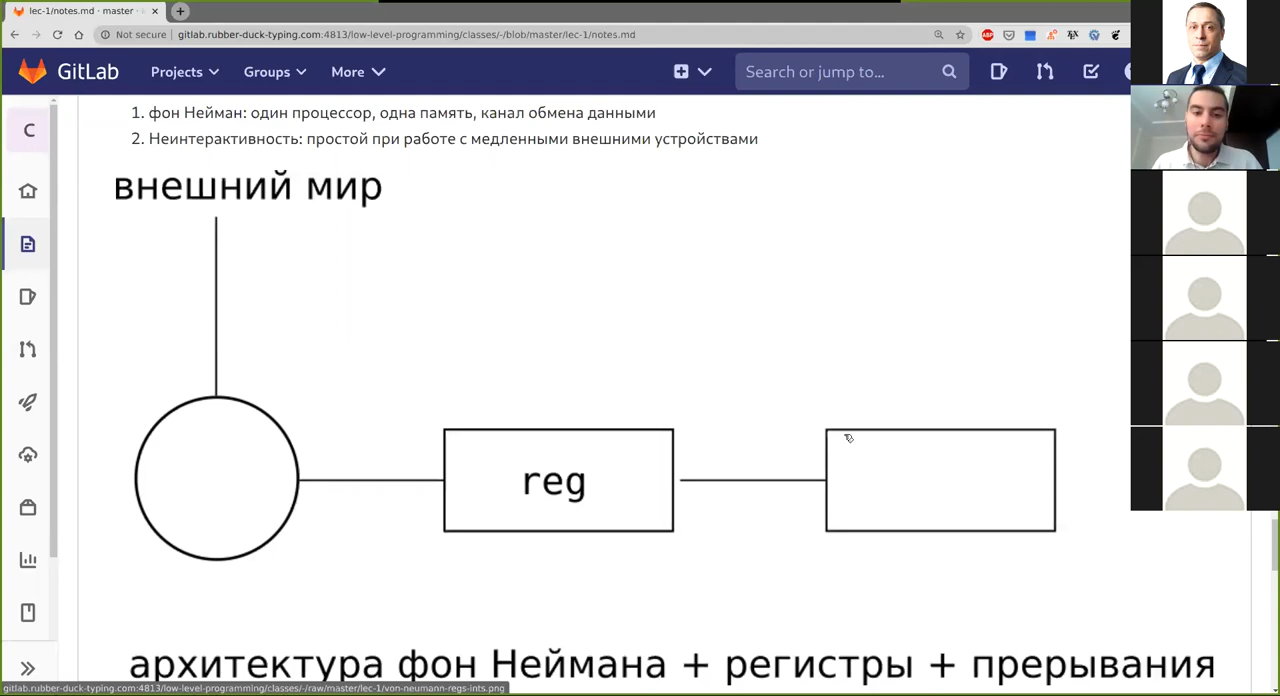 lec-1/notes.md · master ·
Not secure gitlab.rubber-duck-typing.com:4813/low-level-programming/classes/-/blob/master/lec-1/notes.md
ABP
GitLab Projects Groups More Search or jump to...
C
1. фон Нейман: один процессор, одна память, канал обмена данными
2. Неинтерактивность: простой при работе с медленными внешними устройствами
внешний мир
reg
архитектура фон Неймана + регистры + прерывания
gitlab.rubber-duck-typing.com:4813/low-level-programming/classes/-/raw/master/lec-1/von-neumann-regs-ints.png